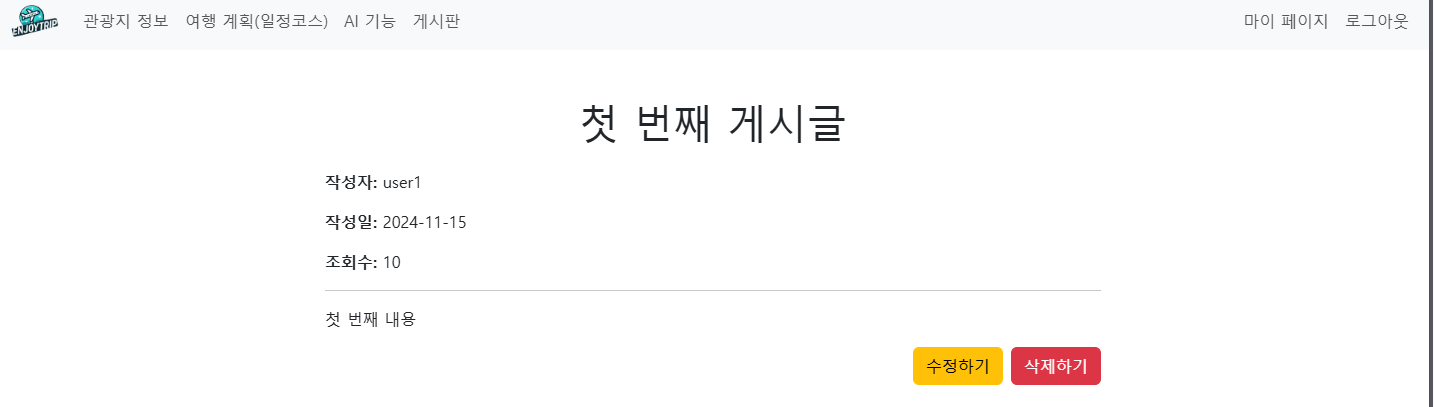 ENJOYTRIP 관광지 정보 여행 계획(일정코스) AI 기능 게시판 마이 페이지 로그아웃
첫 번째 게시글
작성자: user1
작성일: 2024-11-15
조회수: 10
첫 번째 내용
수정하기 삭제하기